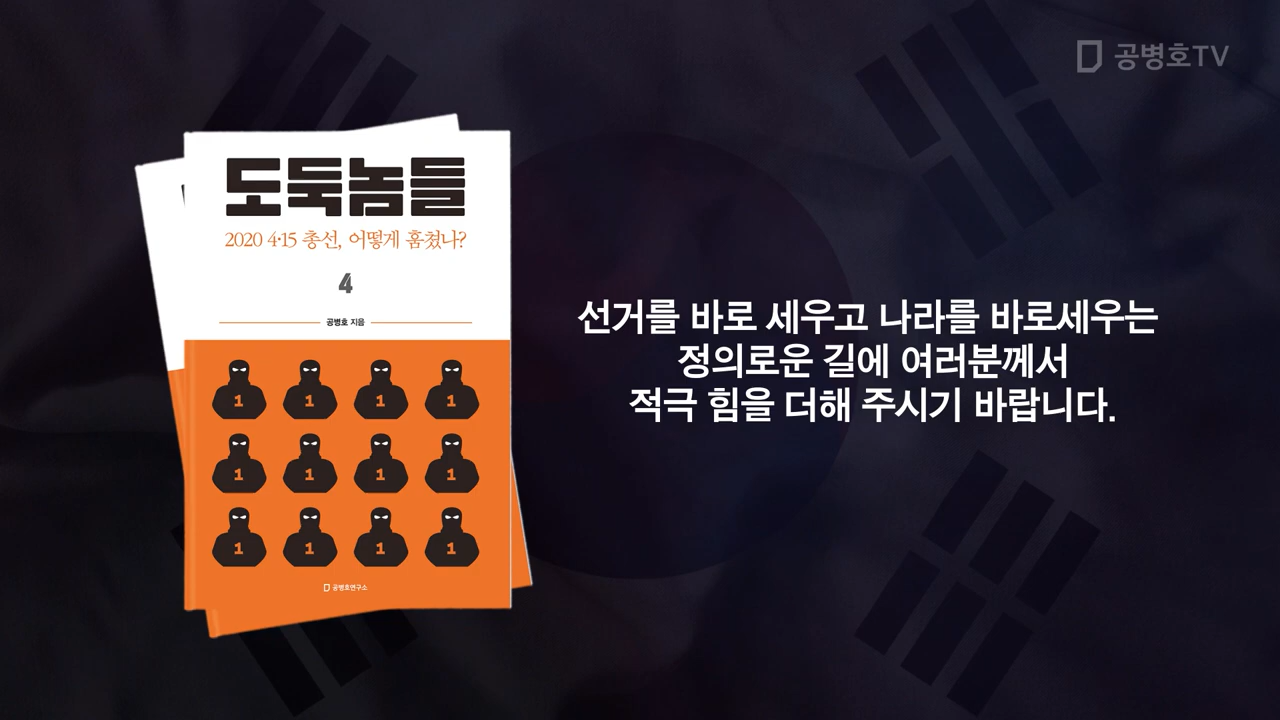 공병호TV
도둑놈들
2020 4·15 총선, 어떻게 훔쳤나?
4
공병호 지음
1 1 1 1
1 1 1 1
1 1 1 1
공병호연구소
선거를 바로 세우고 나라를 바로세우는
정의로운 길에 여러분께서
적극 힘을 더해 주시기 바랍니다.